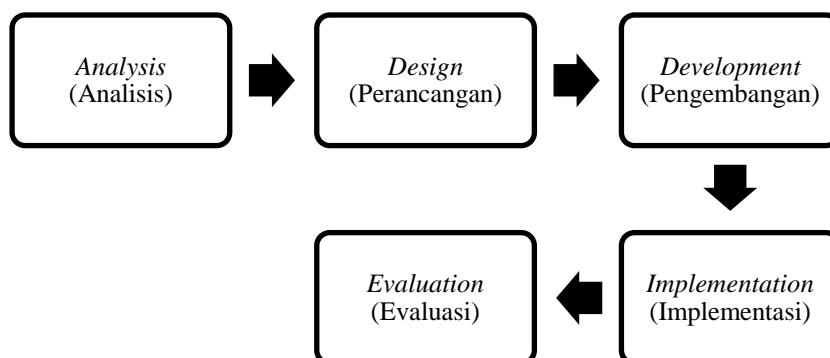 Analysis
(Analisis)
Design
(Perancangan)
Development
(Pengembangan)
Implementation
(Implementasi)
Evaluation
(Evaluasi)